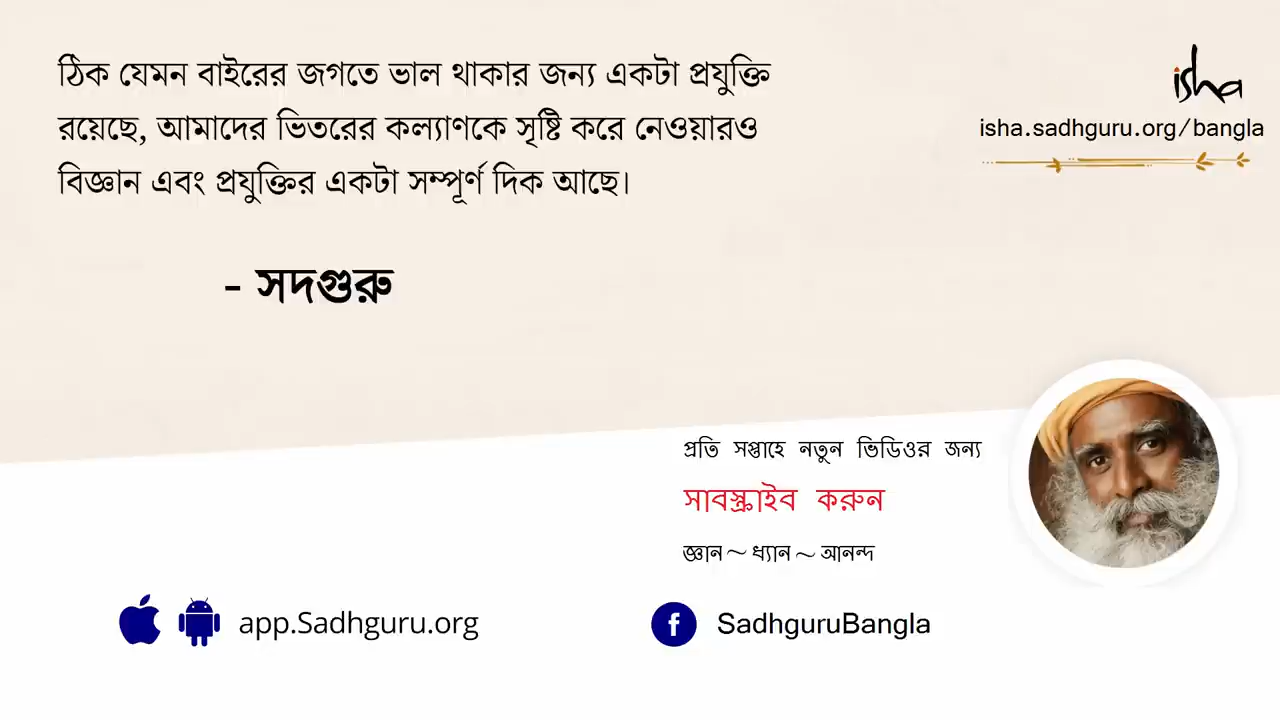 ঠিক যেমন বাইরের জগতে ভাল থাকার জন্য একটা প্রযুক্তি
রয়েছে, আমাদের ভিতরের কল্যাণকে সৃষ্টি করে নেওয়ারও
বিজ্ঞান এবং প্রযুক্তির একটা সম্পূর্ণ দিক আছে।
- সদগুরু
isha
isha.sadhguru.org/bangla
প্রতি সপ্তাহে নতুন ভিডিওর জন্য
সাবস্ক্রাইব করুন
জ্ঞান ~ ধ্যান ~ আনন্দ
app.Sadhguru.org
f SadhguruBangla